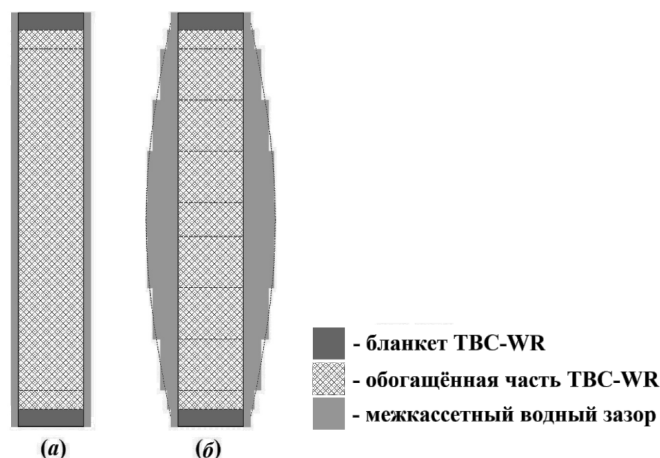 - бланкет ТВС-WR
- обогащённая часть ТВС-WR
- межкассетный водный зазор
(а) (б)